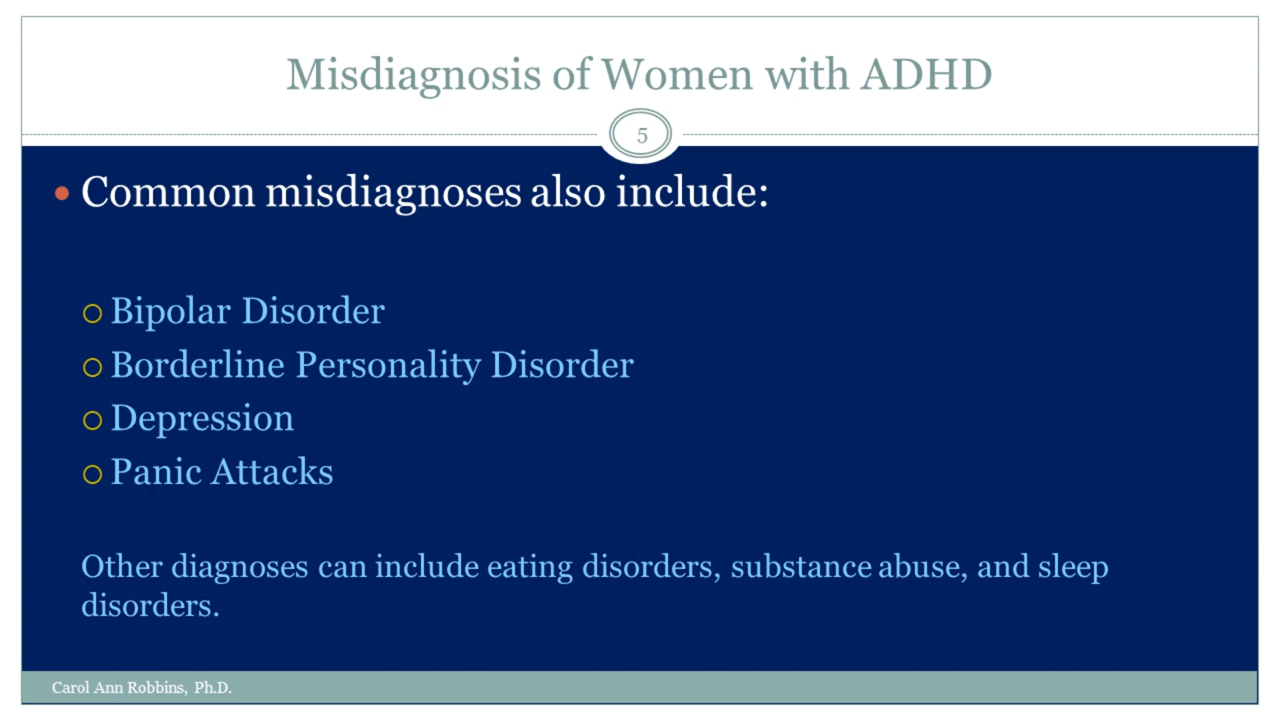 Misdiagnosis of Women with ADHD
5
Common misdiagnoses also include:
Bipolar Disorder
Borderline Personality Disorder
Depression
Panic Attacks
Other diagnoses can include eating disorders, substance abuse, and sleep
disorders.
Carol Ann Robbins, Ph.D.